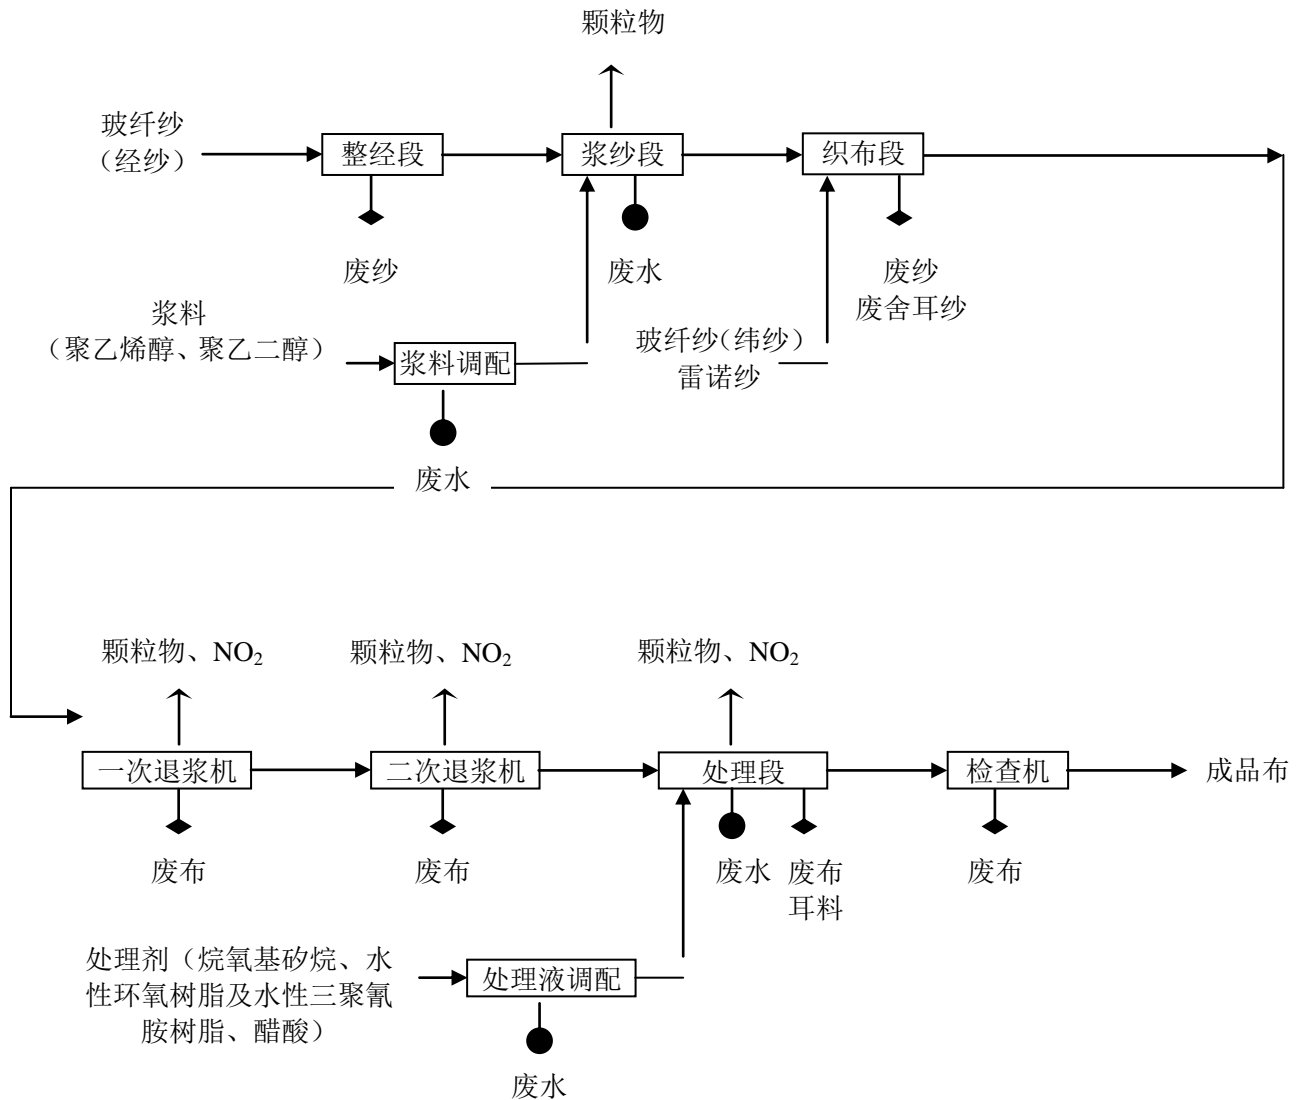 颗粒物
玻纤纱
（经纱）
整经段
浆纱段
织布段
废纱
废水
废纱
废舍耳纱
浆料
（聚乙烯醇、聚乙二醇）
浆料调配
玻纤纱（纬纱）
雷诺纱
废水
颗粒物、NO₂
颗粒物、NO₂
颗粒物、NO₂
一次退浆机
二次退浆机
处理段
检查机
成品布
废布
废布
废水
废布
耳料
废布
处理剂（烷氧基矽烷、水
性环氧树脂及水性三聚氰
胺树脂、醋酸）
处理液调配
废水